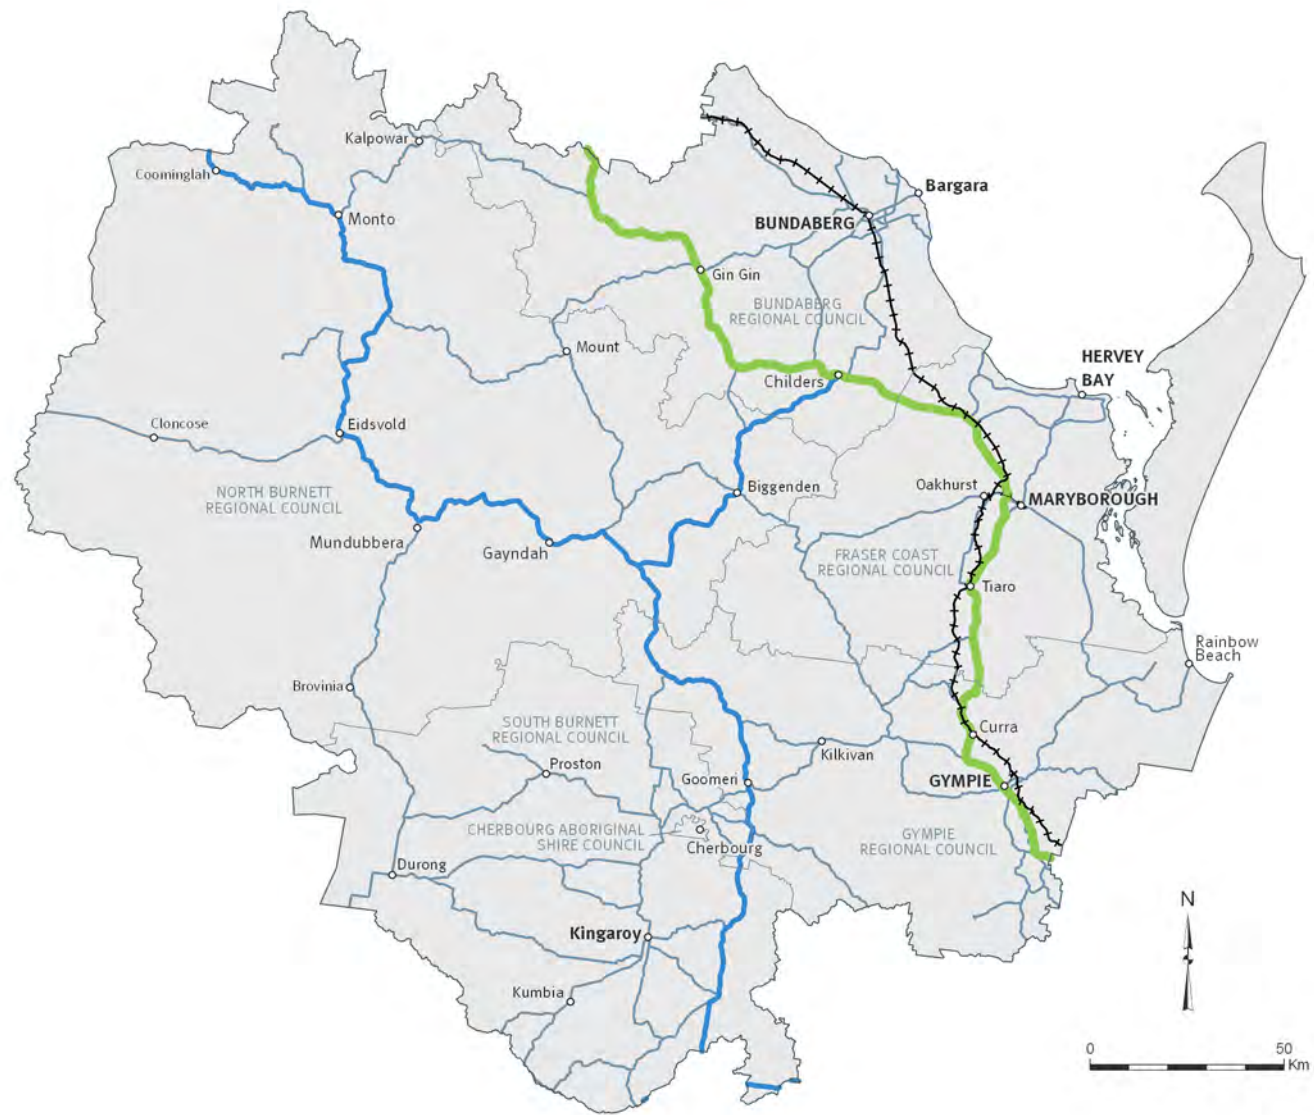 Kalpowar
Coominglah
Bargara
Monto
BUNDABERG
Gin Gin
BUNDABERG
REGIONAL COUNCIL
Mount
HERVEY
BAY
Childers
Cloncose
Eidsvold
NORTH BURNETT
REGIONAL COUNCIL
Biggenden
Oakhurst
MARYBOROUGH
Mundubbera
Gayndah
FRASER COAST
REGIONAL COUNCIL
Tiaro
Rainbow
Beach
Brovinia
SOUTH BURNETT
REGIONAL COUNCIL
Curra
Kilkivan
Proston
Goomeri
GYMPIE
CHERBOURG ABORIGINAL
SHIRE COUNCIL
Cherbourg
GYMPIE
REGIONAL COUNCIL
Durong
N
Kingaroy
Kumbia
0 50
Km